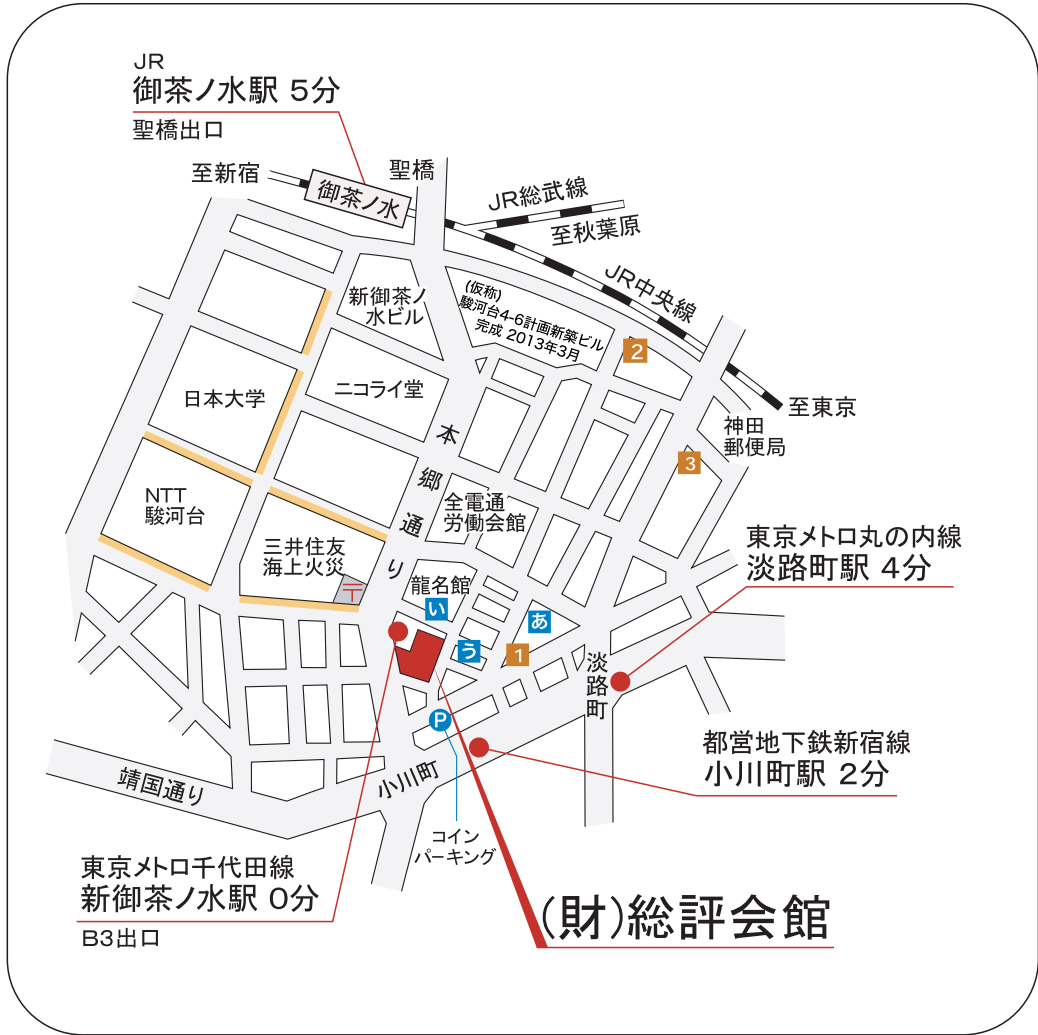 JR
御茶ノ水駅 5分
聖橋出口
至新宿
御茶ノ水
聖橋
JR総武線
至秋葉原
JR中央線
至東京
新御茶ノ
水ビル
(仮称)
駿河台4-6計画新築ビル
完成 2013年3月
2
日本大学
ニコライ堂
神田
郵便局
3
本郷通り
NTT
駿河台
全電通
労働会館
三井住友
海上火災
〒
龍名館
い
あ
う
1
東京メトロ丸の内線
淡路町駅 4分
淡路町
P
都営地下鉄新宿線
小川町駅 2分
靖国通り
小川町
コイン
パーキング
東京メトロ千代田線
新御茶ノ水駅 0分
B3出口
(財)総評会館